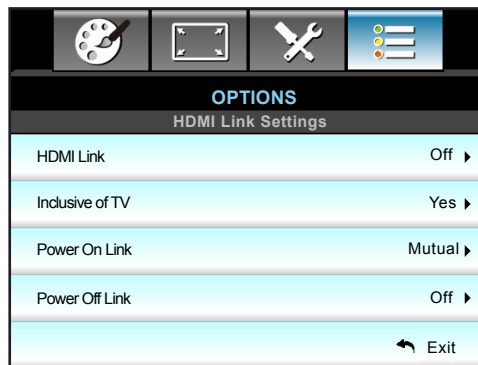 OPTIONS
HDMI Link Settings
HDMI Link Off
Inclusive of TV Yes
Power On Link Mutual
Power Off Link Off
Exit